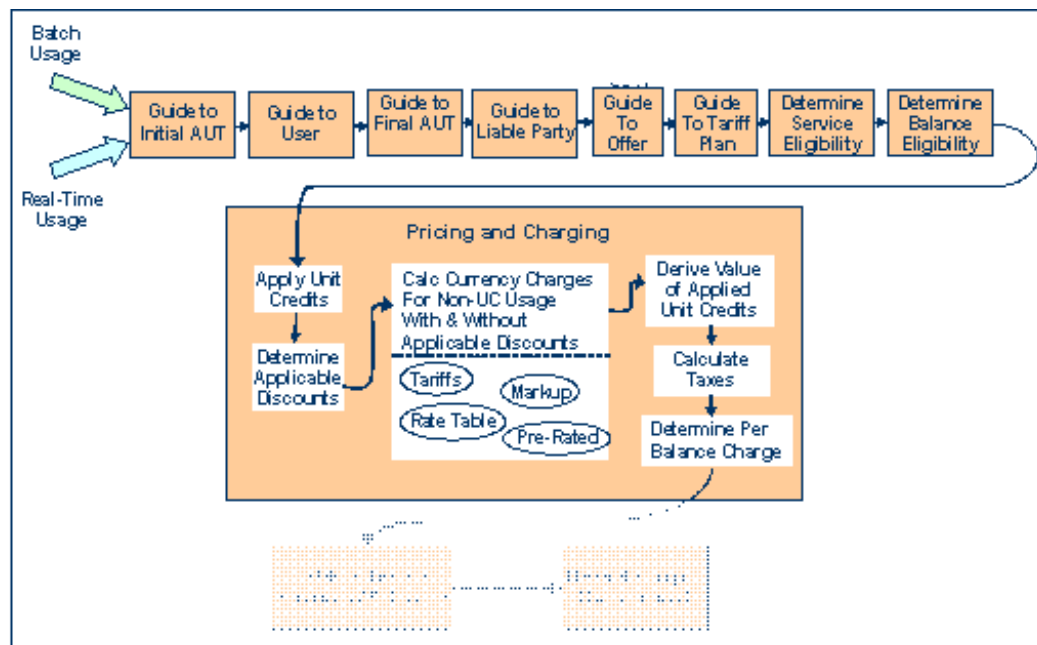 Batch
Usage
Guide to
Initial AUT
Guide to
User
Guide to
Final AUT
Guide to
Liable Party
Guide
To
Offer
Guide
To Tariff
Plan
Determine
Service
Eligibility
Determine
Balance
Eligibility
Real-Time
Usage
Pricing and Charging
Apply Unit
Credits
Determine
Applicable
Discounts
Calc Currency Charges
For Non-UC Usage
With & Without
Applicable Discounts
Tariffs
Markup
Rate Table
Pre-Rated
Derive Value
of Applied
Unit Credits
Calculate
Taxes
Determine Per
Balance Charge